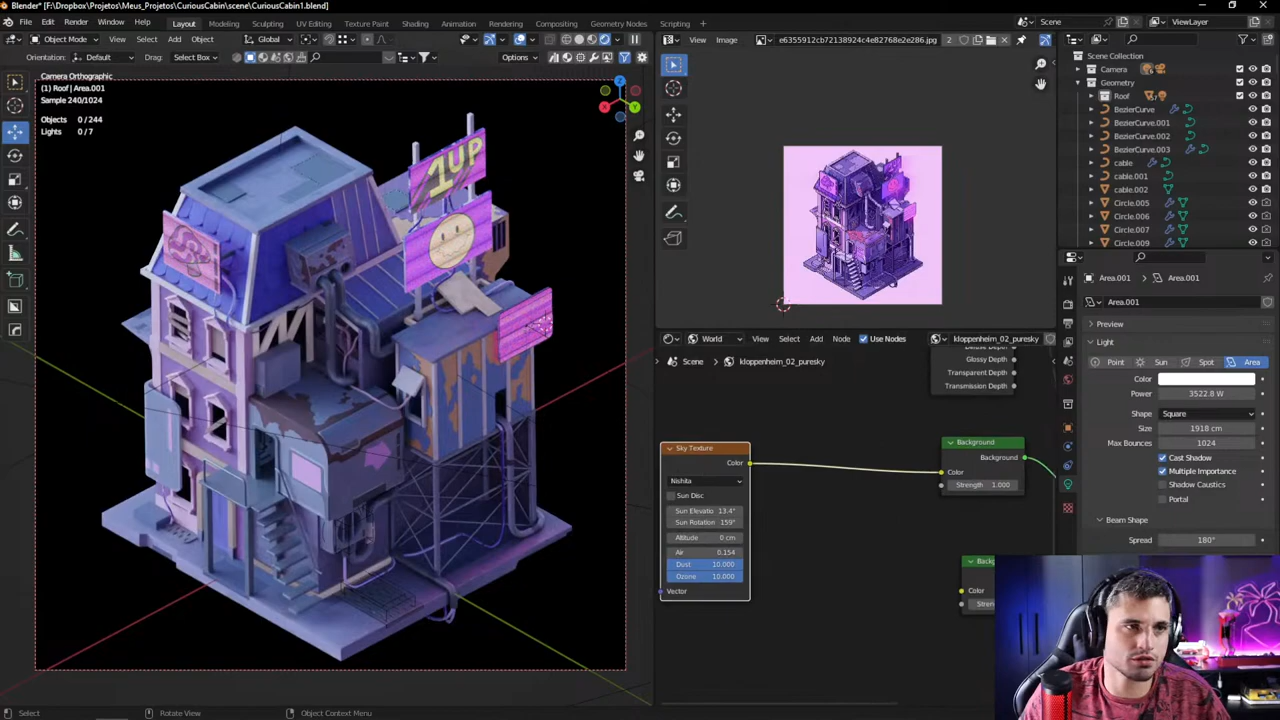 Blender* [F:\Dropbox\Projetos\Meus_Projetos\CuriousCabin\scene\CuriousCabin1.blend]
File Edit Render Window Help Layout Modeling Sculpting UV Editing Texture Paint Shading Animation Rendering Compositing Geometry Nodes Scripting + Scene ViewLayer
Object Mode View Select Add Object Global
Orientation: Default Drag: Select Box Options
Camera Orthographic
(1) Roof | Area.001
Sample 240/1024
Objects 0 / 244
Lights 0 / 7
X
Y
Z
1UP
View Image e6355912cb72138924c4e82768e2e286.jpg 2
World View Select Add Node Use Nodes kloppenheim_02_puresky
Scene kloppenheim_02_puresky
Glossy Depth
Transparent Depth
Transmission Depth
Sky Texture
Color
Nishita
Sun Disc
Sun Elevatio 13.4°
Sun Rotation 159°
Altitude 0 cm
Air 0.154
Dust 10.000
Ozone 10.000
Vector
Background
Background
Color
Strength 1.000
Color
Scene Collection
Camera
Geometry
Roof
BezierCurve
BezierCurve.001
BezierCurve.002
BezierCurve.003
cable
cable.001
cable.002
Circle.005
Circle.006
Circle.007
Circle.009
Area.001 Area.001
Area.001
Preview
Light
Point Sun Spot Area
Color
Power 3522.8 W
Shape Square
Size 1918 cm
Max Bounces 1024
Cast Shadow
Multiple Importance
Shadow Caustics
Portal
Beam Shape
Spread 180°
Select Rotate View Object Context Menu